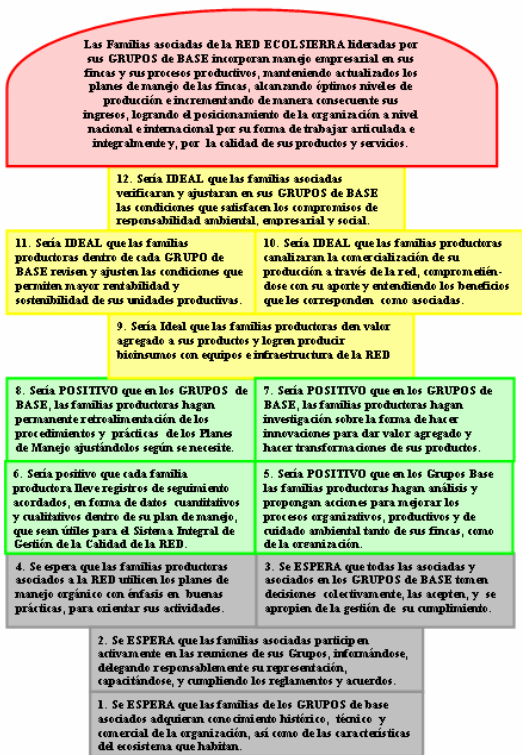 Las Familias asociadas de la RED ECOLSIERRA lideradas por
sus GRUPOS de BASE incorporan manejo empresarial en sus
fincas y sus procesos productivos, manteniendo actualizados los
planes de manejo de las fincas, alcanzando óptimos niveles de
producción e incrementando de manera consecuente sus
ingresos, logrando el posicionamiento de la organización a nivel
nacional e internacional por su forma de trabajar articulada e
integralmente y, por la calidad de sus productos y servicios.
12. Sería IDEAL que las familias asociadas
verificaran y ajustaran en sus GRUPOS de BASE
las condiciones que satisfacen los compromisos de
responsabilidad ambiental, empresarial y social.
11. Sería IDEAL que las familias
productoras dentro de cada GRUPO de
BASE revisen y ajusten las condiciones que
permiten mayor rentabilidad y
sostenibilidad de sus unidades productivas.
10. Sería IDEAL que las familias productoras
canalizaran la comercialización de su
producción a través de la red, comprometién-
dose con su aporte y entendiendo los beneficios
que les corresponden como asociadas.
9. Sería Ideal que las familias productoras den valor
agregado a sus productos y logren producir
bioinsumos con equipos e infraestructura de la RED
8. Sería POSITIVO que en los GRUPOS de
BASE, las familias productoras hagan
permanente retroalimentación de los
procedimientos y prácticas de los Planes
de Manejo ajustándolos según se necesite.
7. Sería POSITIVO que en los GRUPOS de
BASE, las familias productoras hagan
investigación sobre la forma de hacer
innovaciones para dar valor agregado y
hacer transformaciones de sus productos.
6. Sería positivo que cada familia
productora lleve registros de seguimiento
acordados, en forma de datos cuantitativos
y cualitativos dentro de su plan de manejo,
que sean útiles para el Sistema Integral de
Gestión de la Calidad de la RED.
5. Sería POSITIVO que en los Grupos Base
las familias productoras hagan análisis y
propongan acciones para mejorar los
procesos organizativos, productivos y de
cuidado ambiental tanto de sus fincas, como
de la organización.
4. Se espera que las familias productoras
asociados a la RED utilicen los planes de
manejo orgánico con énfasis en buenas
prácticas, para orientar sus actividades.
3. Se ESPERA que todas las asociadas y
asociados en los GRUPOS de BASE tomen
decisiones colectivamente, las acepten, y se
apropien de la gestión de su cumplimiento.
2. Se ESPERA que las familias asociadas participen
activamente en las reuniones de sus Grupos, informándose,
delegando responsablemente su representación,
capacitándose, y cumpliendo los reglamentos y acuerdos.
1. Se ESPERA que las familias de los GRUPOS de base
asociados adquieran conocimiento histórico, técnico y
comercial de la organización, así como de las características
del ecosistema que habitan.